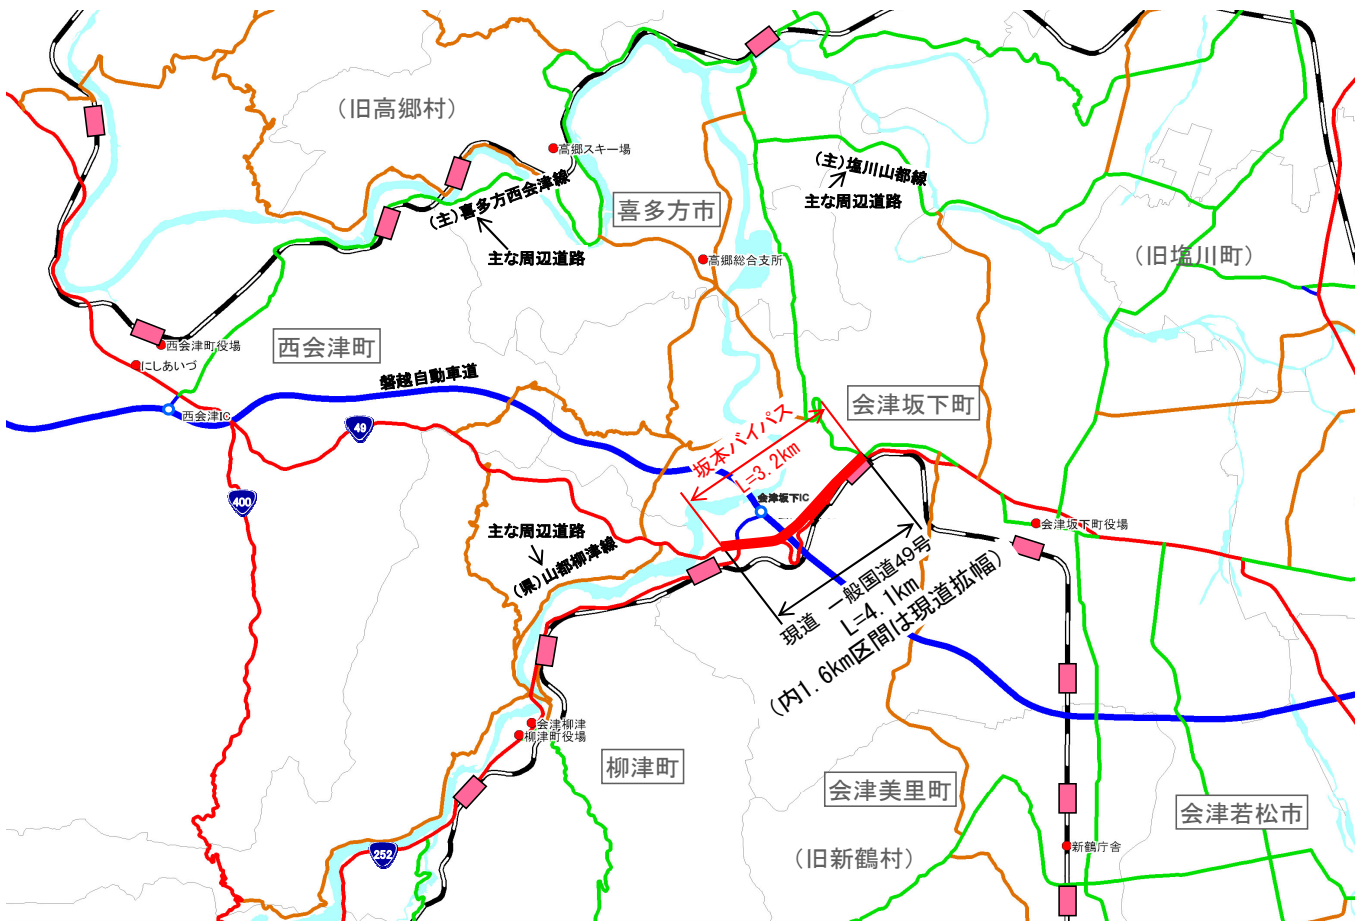 （旧高郷村）
高郷スキー場
（主）喜多方西会津線
主な周辺道路
喜多方市
（主）塩川山都線
主な周辺道路
高郷総合支所
（旧塩川町）
西会津町役場
にしあいづ
西会津町
磐越自動車道
西会津IC
49
400
坂本バイパス
L=3.2km
会津坂下町
会津坂下IC
会津坂下町役場
主な周辺道路
（県）山都柳津線
現道 一般国道49号
L=4.1km
（内1.6km区間は現道拡幅）
会津柳津
柳津町役場
柳津町
会津美里町
会津若松市
（旧新鶴村）
新鶴庁舎
252